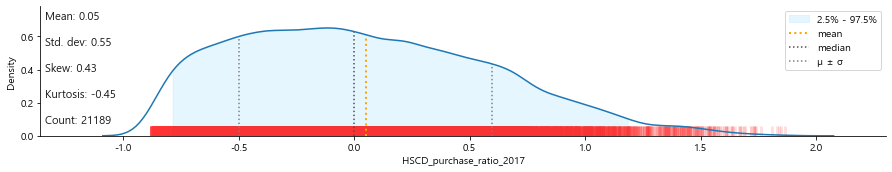 Mean: 0.05
Std. dev: 0.55
Skew: 0.43
Kurtosis: -0.45
Count: 21189
2.5% - 97.5%
mean
median
μ ± σ
Density
0.6
0.4
0.2
0.0
-1.0 -0.5 0.0 0.5 1.0 1.5 2.0
HSCD_purchase_ratio_2017